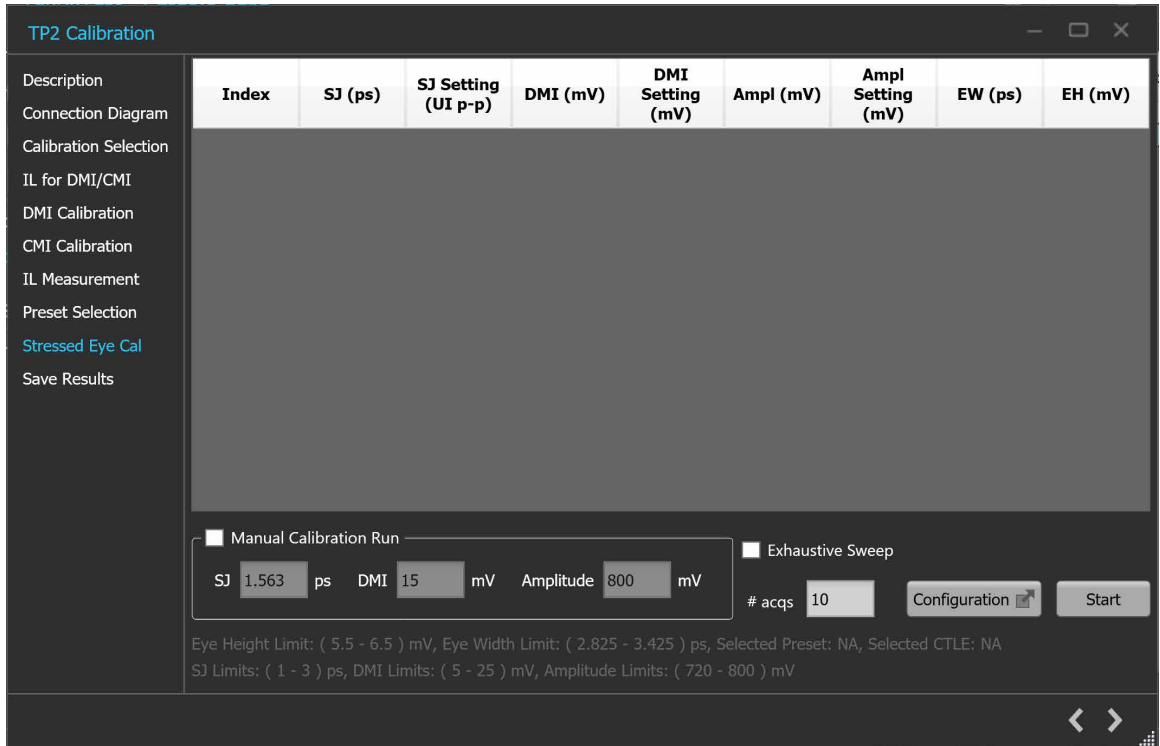 TP2 Calibration
Description
Connection Diagram
Calibration Selection
IL for DMI/CMI
DMI Calibration
CMI Calibration
IL Measurement
Preset Selection
Stressed Eye Cal
Save Results
Index SJ (ps) SJ Setting (UI p-p) DMI (mV) DMI Setting (mV) Ampl (mV) Ampl Setting (mV) EW (ps) EH (mV)
Manual Calibration Run
SJ 1.563 ps DMI 15 mV Amplitude 800 mV
Exhaustive Sweep
# acqs 10 Configuration Start
Eye Height Limit: ( 5.5 - 6.5 ) mV, Eye Width Limit: ( 2.825 - 3.425 ) ps, Selected Preset: NA, Selected CTLE: NA
SJ Limits: ( 1 - 3 ) ps, DMI Limits: ( 5 - 25 ) mV, Amplitude Limits: ( 720 - 800 ) mV